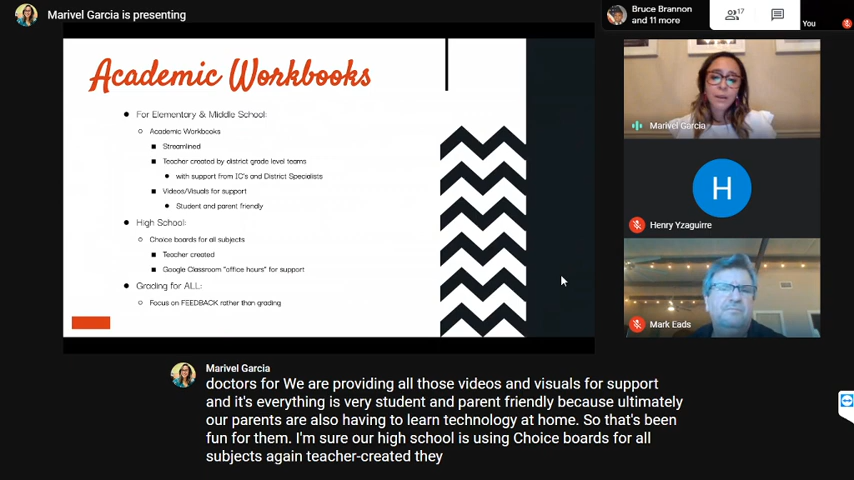 Marivel Garcia is presenting
Bruce Brannon
and 11 more
17
You
Academic Workbooks
For Elementary & Middle School:
Academic Workbooks
Streamlined
Teacher created by district grade level teams
with support from IC's and District Specialists
Videos/Visuals for support
Student and parent friendly
High School:
Choice boards for all subjects
Teacher created
Google Classroom "office hours" for support
Grading for ALL:
Focus on FEEDBACK rather than grading
Marivel Garcia
H
Henry Yzaguirre
Mark Eads
Marivel Garcia
doctors for We are providing all those videos and visuals for support
and it's everything is very student and parent friendly because ultimately
our parents are also having to learn technology at home. So that's been
fun for them. I'm sure our high school is using Choice boards for all
subjects again teacher-created they